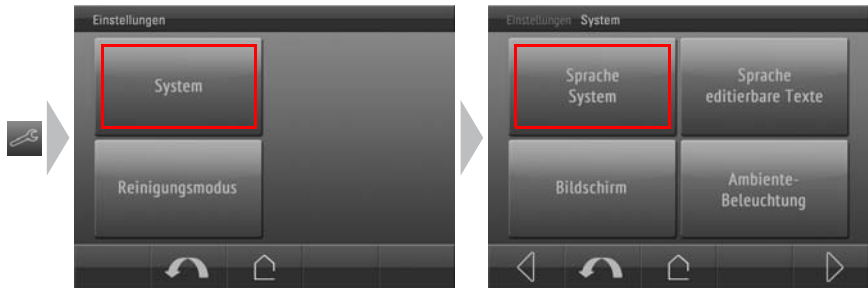 Einstellungen
System
Reinigungsmodus
Einstellungen System
Sprache
System
Sprache
editierbare Texte
Bildschirm
Ambiente-
Beleuchtung